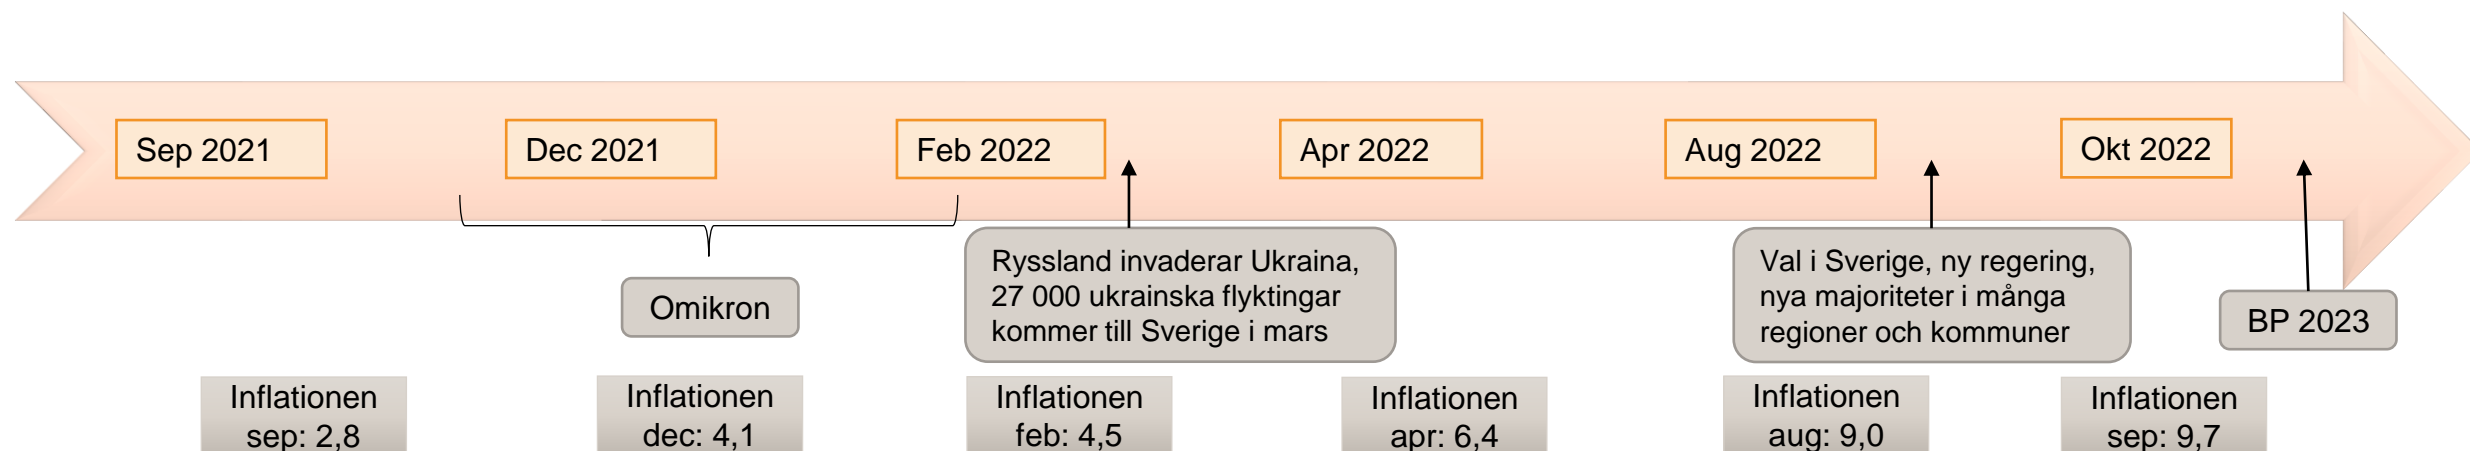 Sep 2021
Dec 2021
Feb 2022
Apr 2022
Aug 2022
Okt 2022
Omikron
Ryssland invaderar Ukraina,
27 000 ukrainska flyktingar
kommer till Sverige i mars
Val i Sverige, ny regering,
nya majoriteter i många
regioner och kommuner
BP 2023
Inflationen
sep: 2,8
Inflationen
dec: 4,1
Inflationen
feb: 4,5
Inflationen
apr: 6,4
Inflationen
aug: 9,0
Inflationen
sep: 9,7